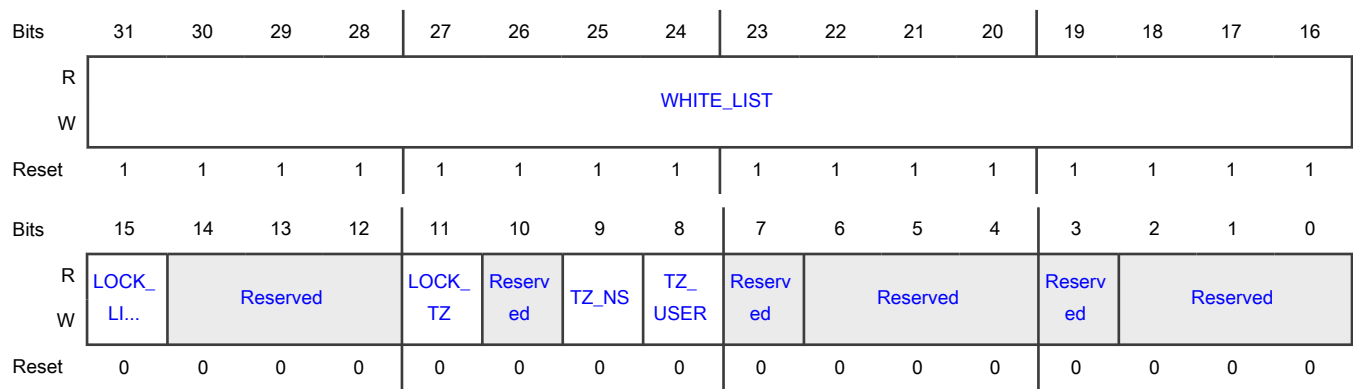 Bits 31 30 29 28 27 26 25 24 23 22 21 20 19 18 17 16
R
WHITE_LIST
W
Reset 1 1 1 1 1 1 1 1 1 1 1 1 1 1 1 1
Bits 15 14 13 12 11 10 9 8 7 6 5 4 3 2 1 0
R LOCK_ LOCK_ Reserv TZ_ Reserv Reserv
Reserved TZ_NS Reserved Reserved
W LI... TZ ed USER ed ed
Reset 0 0 0 0 0 0 0 0 0 0 0 0 0 0 0 0